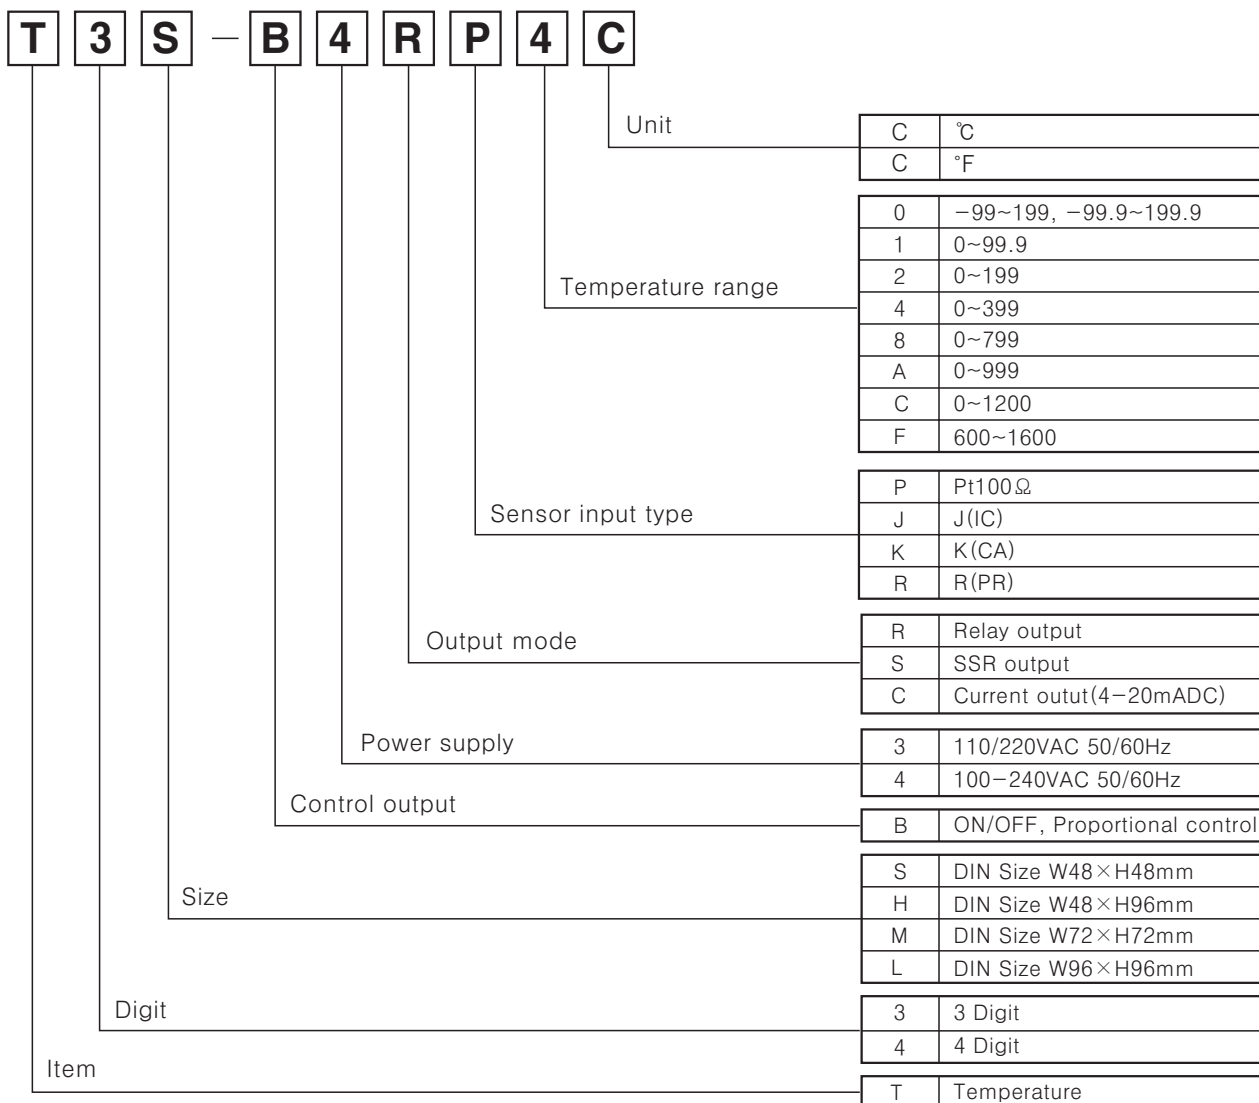 T 3 S - B 4 R P 4 C
Unit
C ℃
C °F
0 -99~199, -99.9~199.9
1 0~99.9
2 0~199
Temperature range
4 0~399
8 0~799
A 0~999
C 0~1200
F 600~1600
P Pt100Ω
Sensor input type
J J(IC)
K K(CA)
R R(PR)
R Relay output
Output mode
S SSR output
C Current outut(4-20mADC)
Power supply
3 110/220VAC 50/60Hz
4 100-240VAC 50/60Hz
Control output
B ON/OFF, Proportional control
S DIN Size W48×H48mm
Size
H DIN Size W48×H96mm
M DIN Size W72×H72mm
L DIN Size W96×H96mm
Digit
3 3 Digit
4 4 Digit
Item
T Temperature